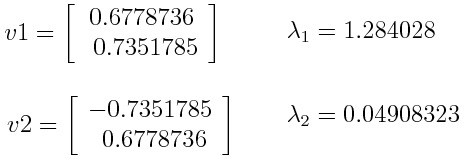 v1 = [ 0.6778736 λ₁ = 1.284028
0.7351785 ]
v2 = [ −0.7351785 λ₂ = 0.04908323
0.6778736 ]